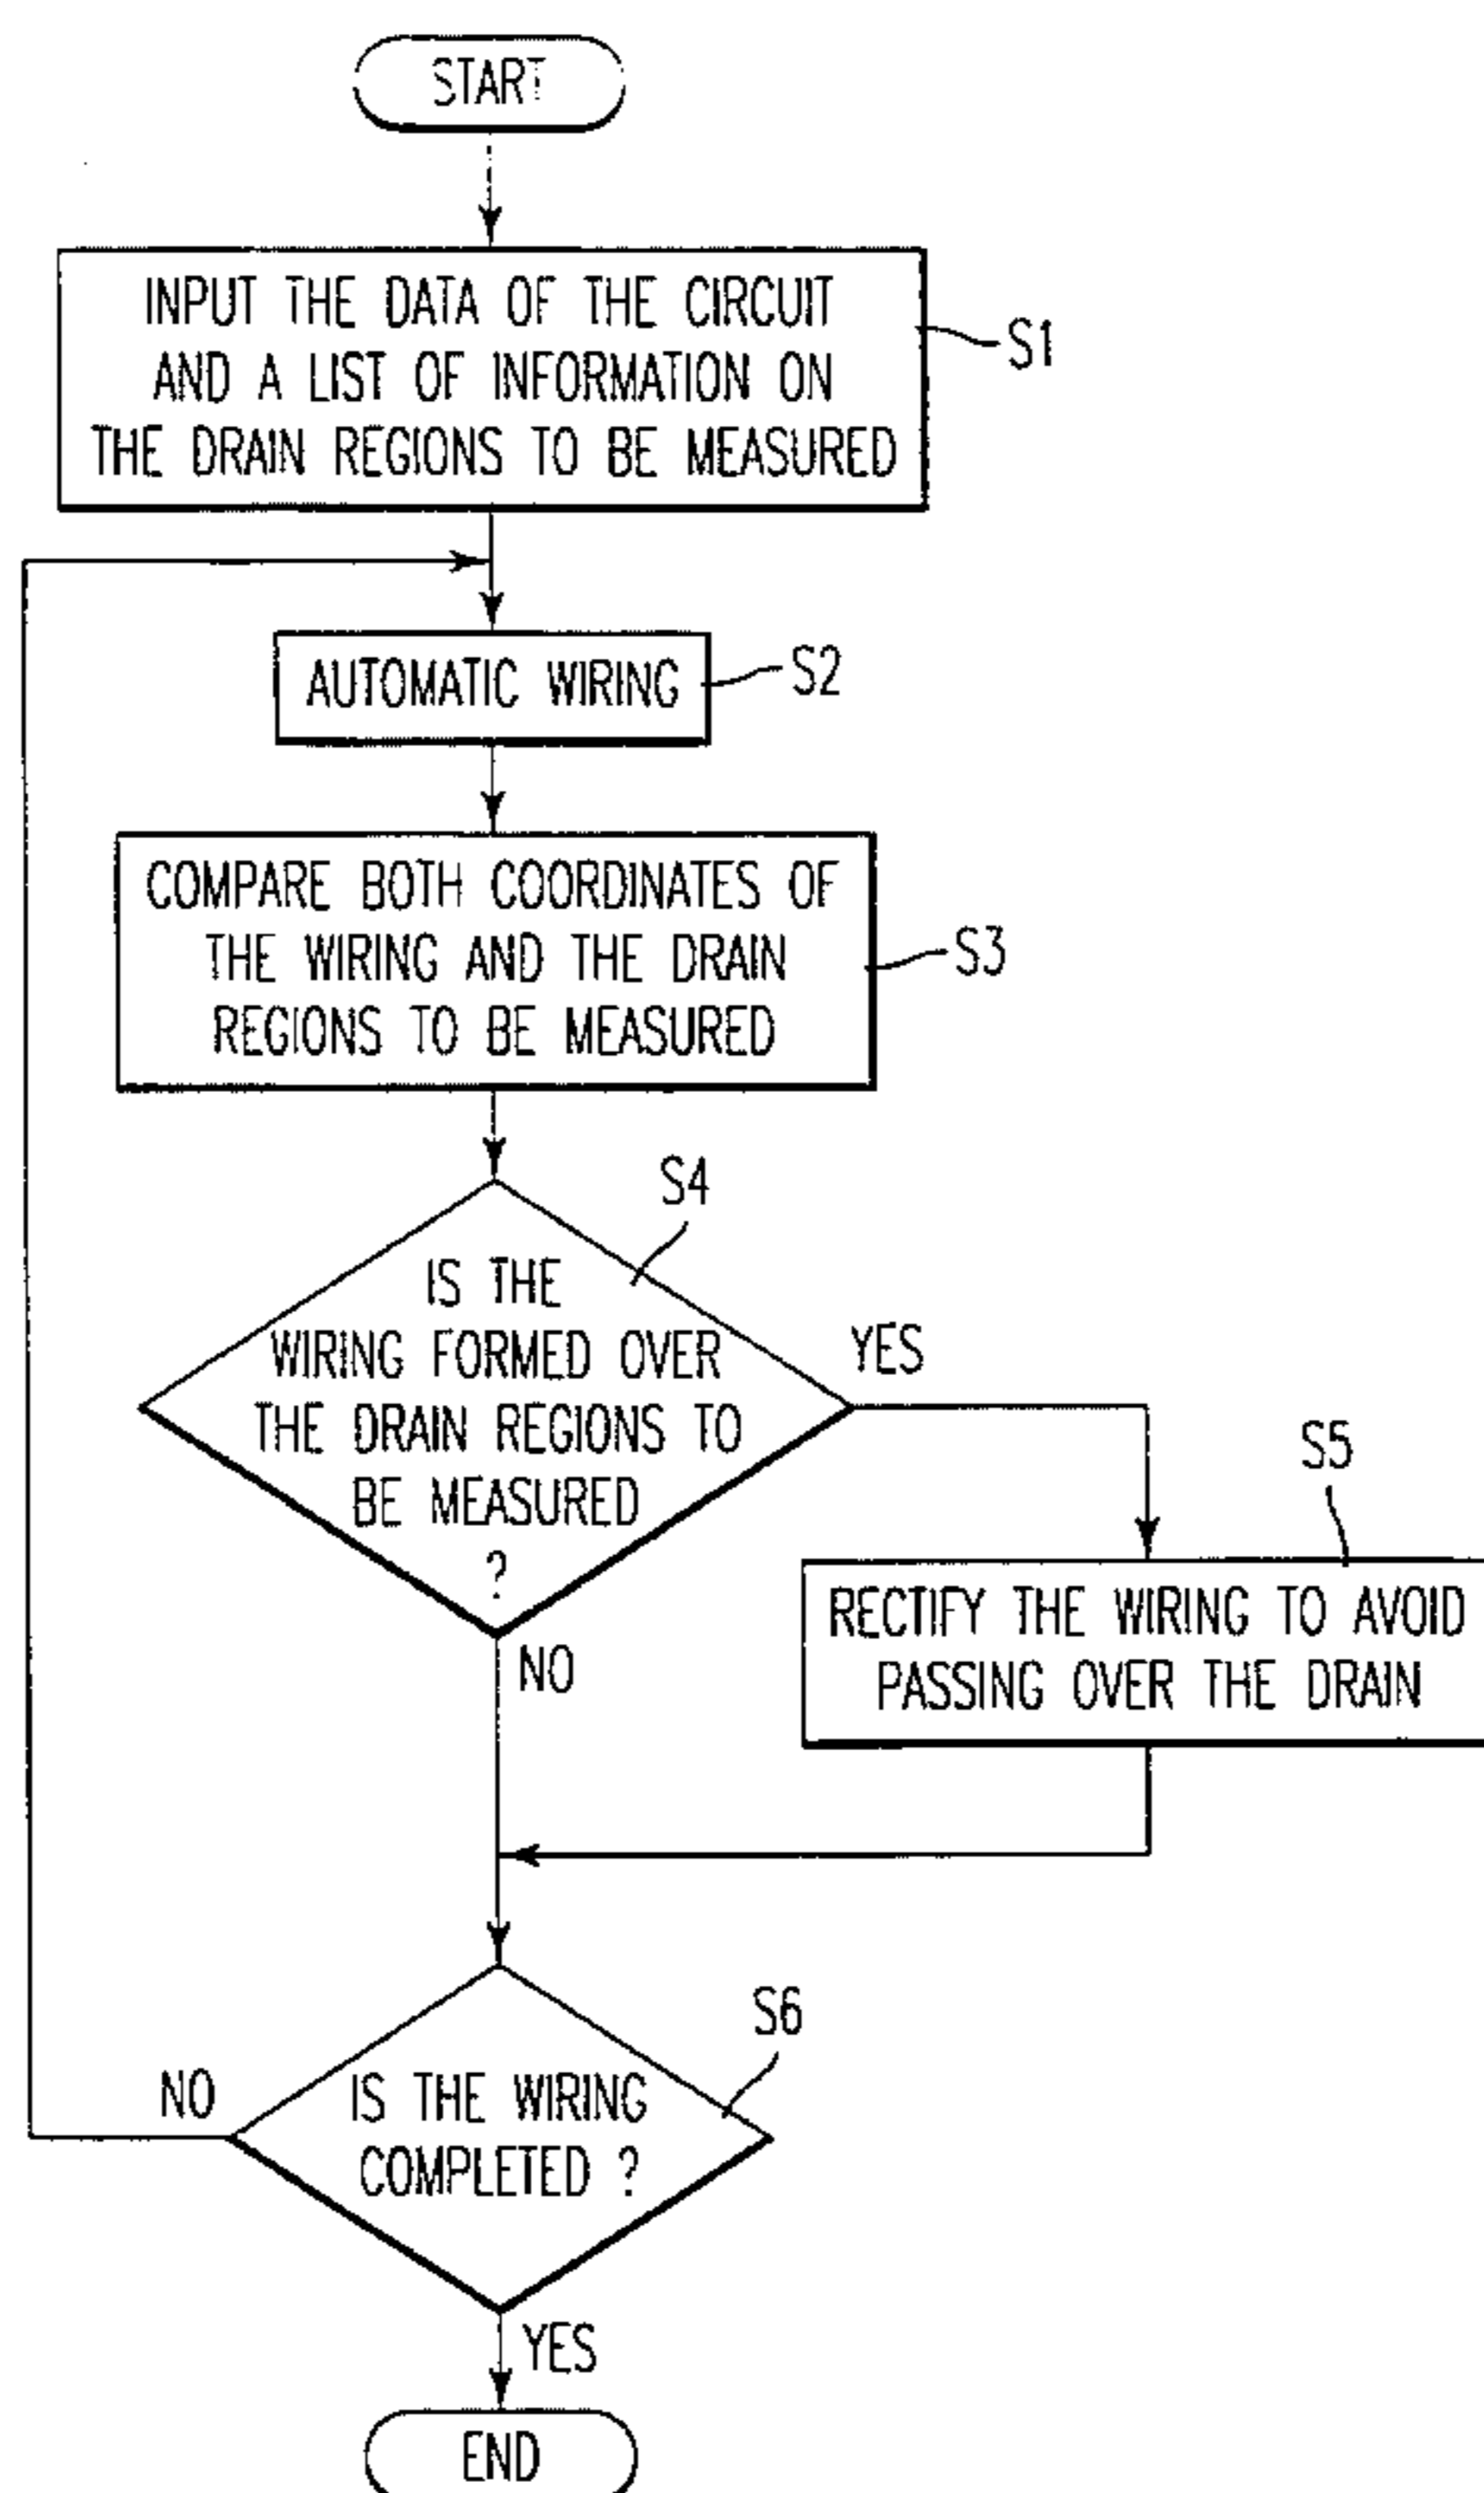 START
INPUT THE DATA OF THE CIRCUIT
AND A LIST OF INFORMATION ON
THE DRAIN REGIONS TO BE MEASURED
S1
AUTOMATIC WIRING
S2
COMPARE BOTH COORDINATES OF
THE WIRING AND THE DRAIN
REGIONS TO BE MEASURED
S3
S4
IS THE
WIRING FORMED OVER
THE DRAIN REGIONS TO
BE MEASURED
?
YES
NO
S5
RECTIFY THE WIRING TO AVOID
PASSING OVER THE DRAIN
S6
IS THE WIRING
COMPLETED ?
NO
YES
END